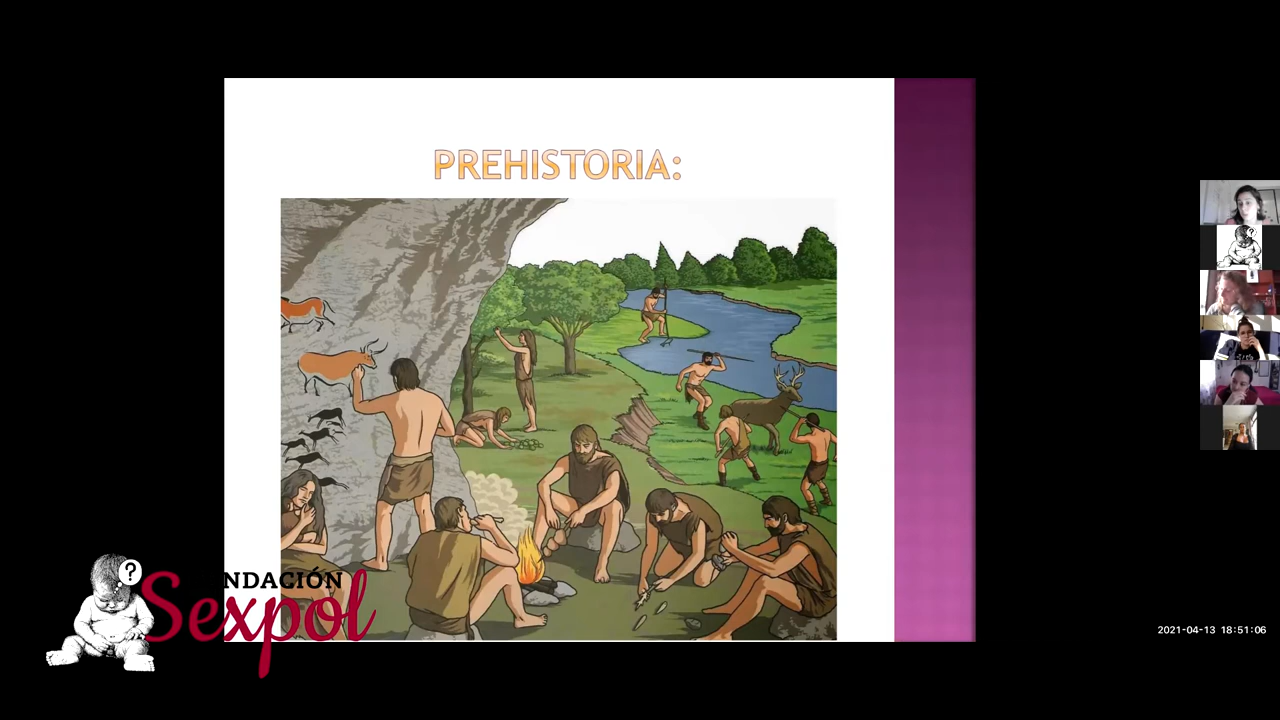 PREHISTORIA:
?
NDACIÓN
Sexpol
2021-04-13 18:51:06